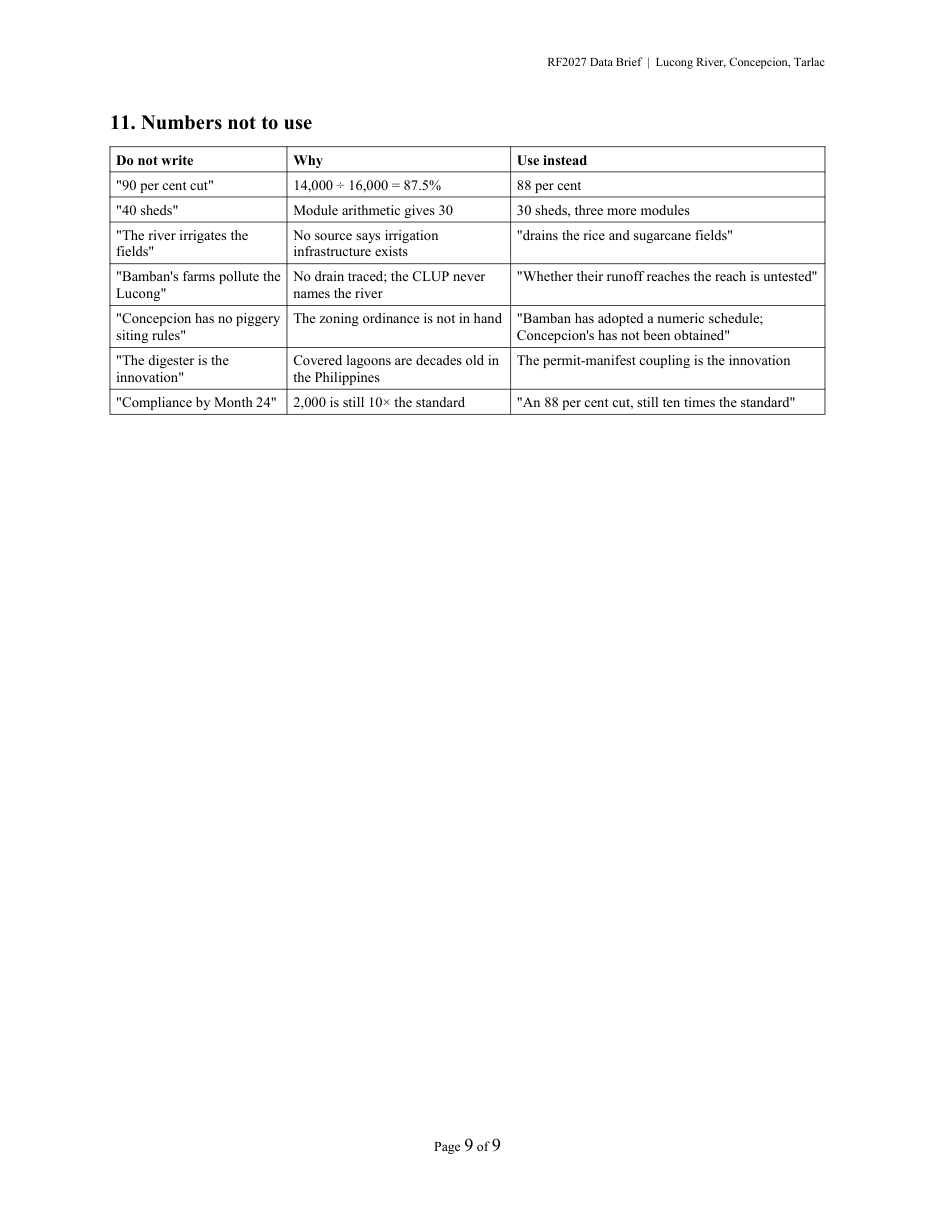 RF2027 Data Brief | Lucong River, Concepcion, Tarlac
11. Numbers not to use
Do not write Why Use instead
"90 per cent cut" 14,000 ÷ 16,000 = 87.5% 88 per cent
"40 sheds" Module arithmetic gives 30 30 sheds, three more modules
"The river irrigates the
fields"
No source says irrigation
infrastructure exists
"drains the rice and sugarcane fields"
"Bamban's farms pollute the
Lucong"
No drain traced; the CLUP never
names the river
"Whether their runoff reaches the reach is untested"
"Concepcion has no piggery
siting rules"
The zoning ordinance is not in hand
"Bamban has adopted a numeric schedule;
Concepcion's has not been obtained"
"The digester is the
innovation"
Covered lagoons are decades old in
the Philippines
The permit-manifest coupling is the innovation
"Compliance by Month 24" 2,000 is still 10× the standard "An 88 per cent cut, still ten times the standard"
Page 9 of 9